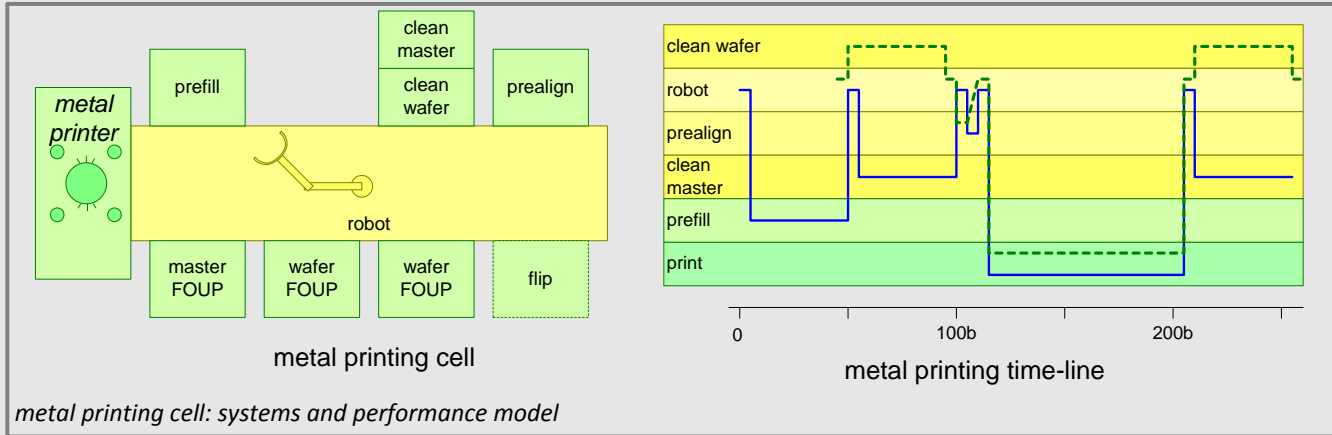 clean
master
clean
wafer
prefill
prealign
metal
printer
robot
master
FOUP
wafer
FOUP
wafer
FOUP
flip
metal printing cell
clean wafer
robot
prealign
clean
master
prefill
print
0
100b
200b
metal printing time-line
metal printing cell: systems and performance model